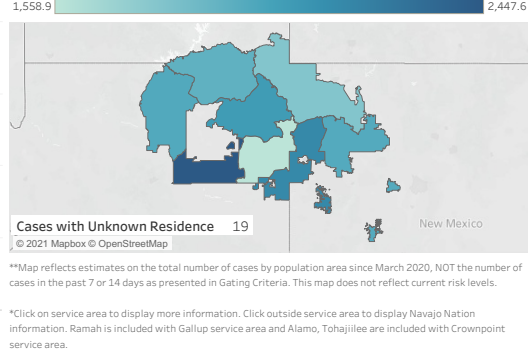 1,558.9 2,447.6
New Mexico
Cases with Unknown Residence 19
© 2021 Mapbox © OpenStreetMap
**Map reflects estimates on the total number of cases by population area since March 2020, NOT the number of
cases in the past 7 or 14 days as presented in Gating Criteria. This map does not reflect current risk levels.
*Click on service area to display more information. Click outside service area to display Navajo Nation
information. Ramah is included with Gallup service area and Alamo, Tohajiilee are included with Crownpoint
service area.